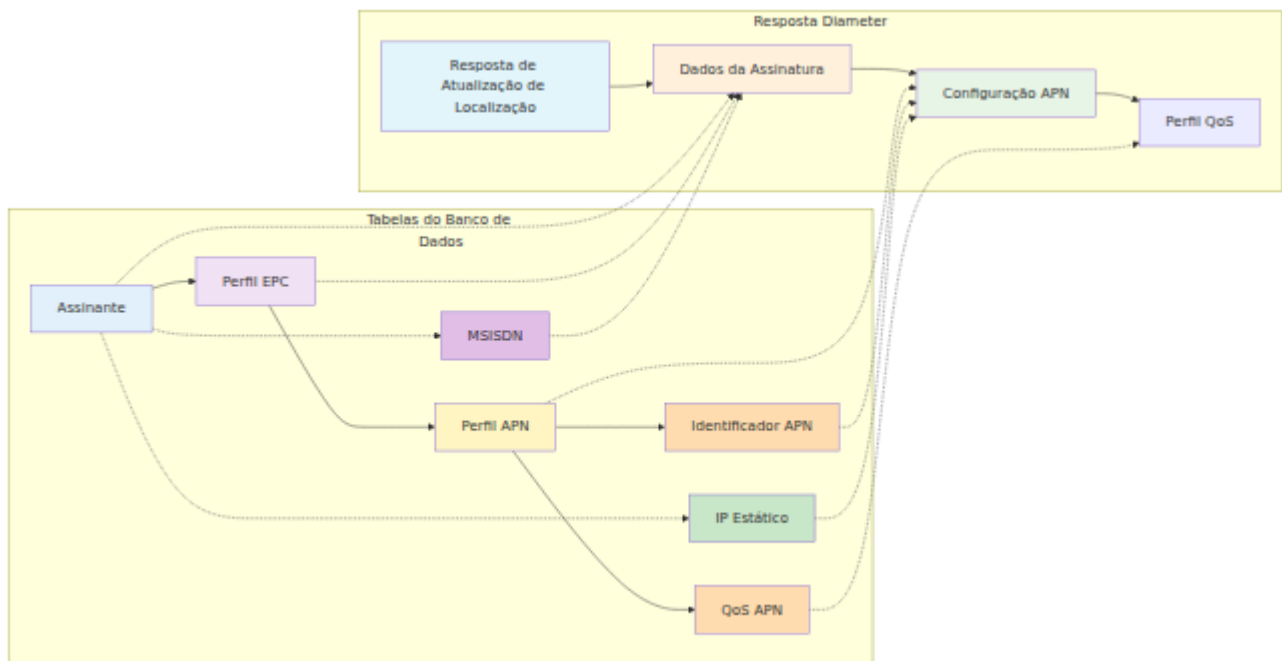 Resposta Diameter
Resposta de
Atualização de
Localização
Dados da Assinatura
Configuração APN
Perfil QoS
Tabelas do Banco de
Dados
Perfil EPC
Assinante
MSISDN
Perfil APN
Identificador APN
IP Estático
QoS APN